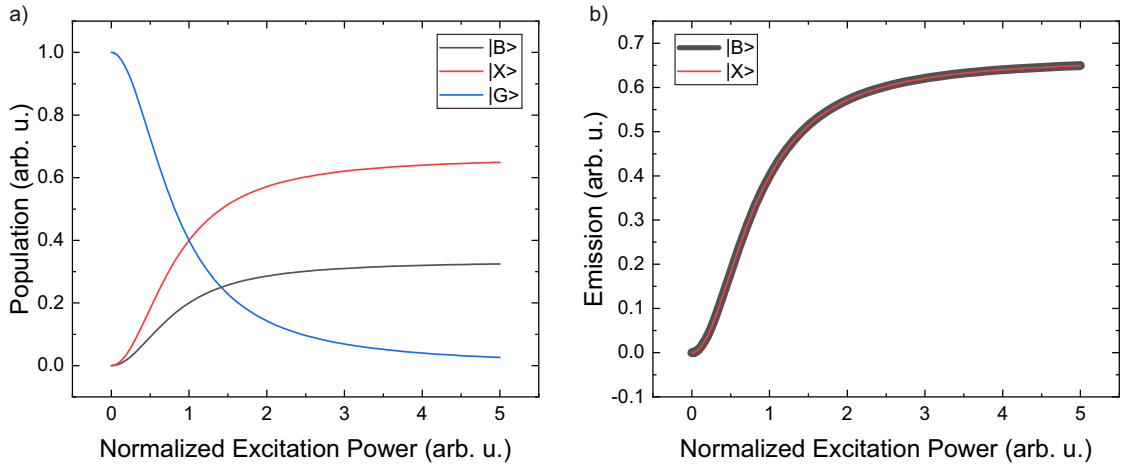 a)
Population (arb. u.)
1.0
0.8
0.6
0.4
0.2
0.0
|B>
|X>
|G>
0 1 2 3 4 5
Normalized Excitation Power (arb. u.)
b)
Emission (arb. u.)
0.7
0.6
0.5
0.4
0.3
0.2
0.1
0.0
-0.1
|B>
|X>
0 1 2 3 4 5
Normalized Excitation Power (arb. u.)